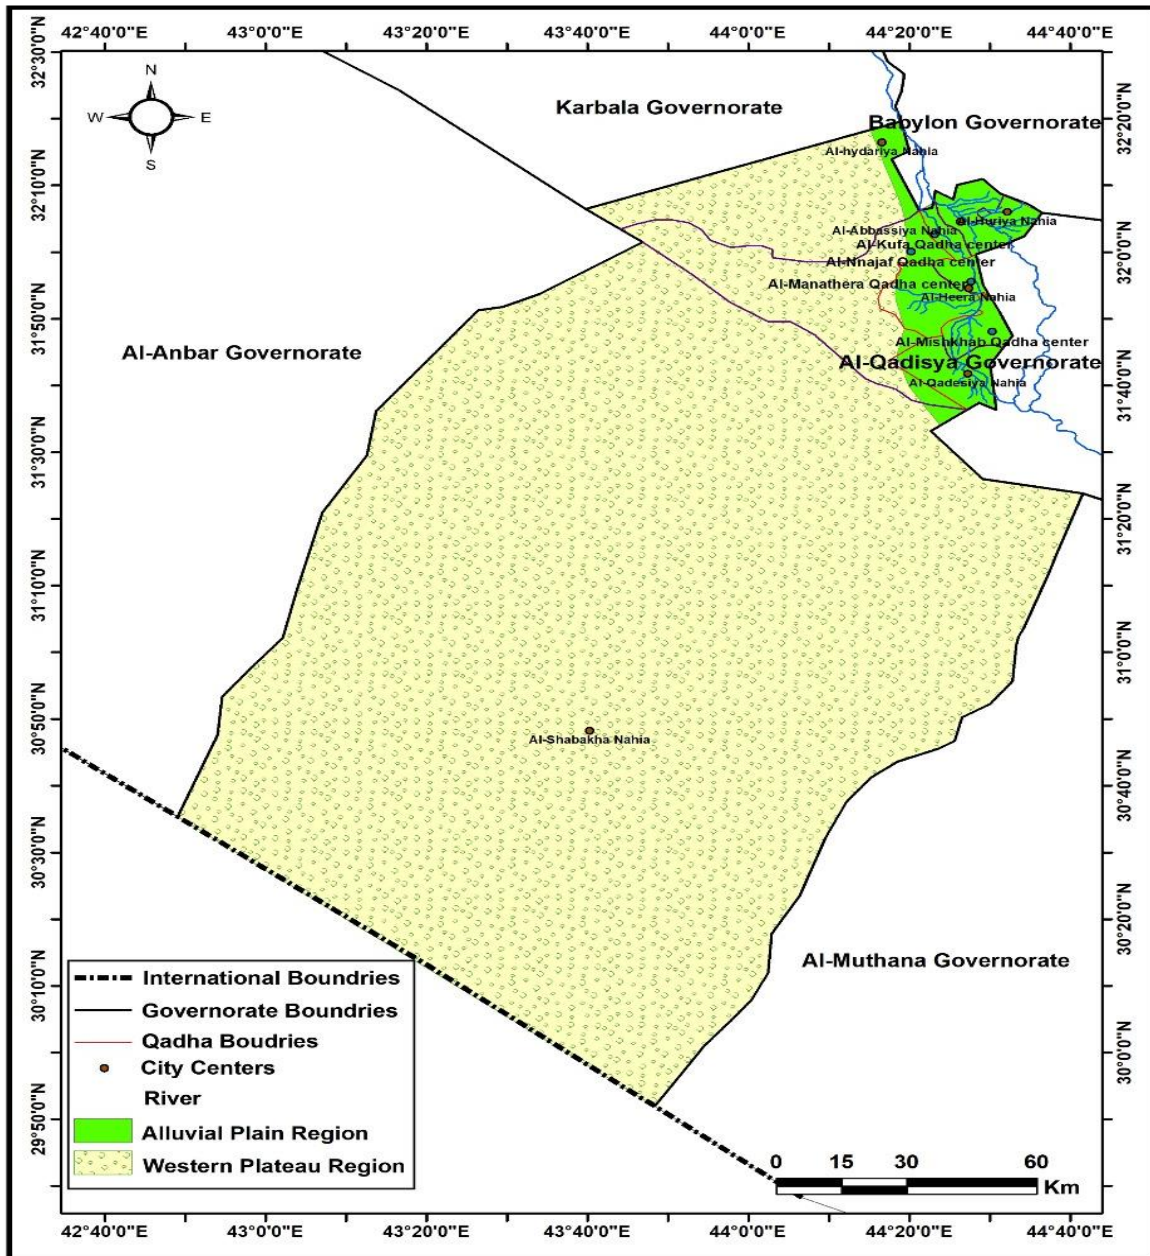 42°40'0"E 43°0'0"E 43°20'0"E 43°40'0"E 44°0'0"E 44°20'0"E 44°40'0"E
32°30'0"N
32°10'0"N
31°50'0"N
31°30'0"N
31°10'0"N
30°50'0"N
30°30'0"N
30°10'0"N
29°50'0"N
N
W E
S
Karbala Governorate
Babylon Governorate
Al-hydariya Nahia
Al-Huriya Nahia
Al-Abbassiya Nahia
Al-Kufa Qadha center
Al-Nnajaf Qadha center
Al-Manathera Qadha center
Al-Heera Nahia
Al-Mishkhab Qadha center
Al-Anbar Governorate
Al-Qadisya Governorate
Al-Qadesiya Nahia
Al-Shabakha Nahia
Al-Muthana Governorate
32°20'0"N
32°0'0"N
31°40'0"N
31°20'0"N
31°0'0"N
30°40'0"N
30°20'0"N
30°0'0"N
International Boundries
Governorate Boundries
Qadha Boudries
City Centers
River
Alluvial Plain Region
Western Plateau Region
0 15 30 60
Km
42°40'0"E 43°0'0"E 43°20'0"E 43°40'0"E 44°0'0"E 44°20'0"E 44°40'0"E